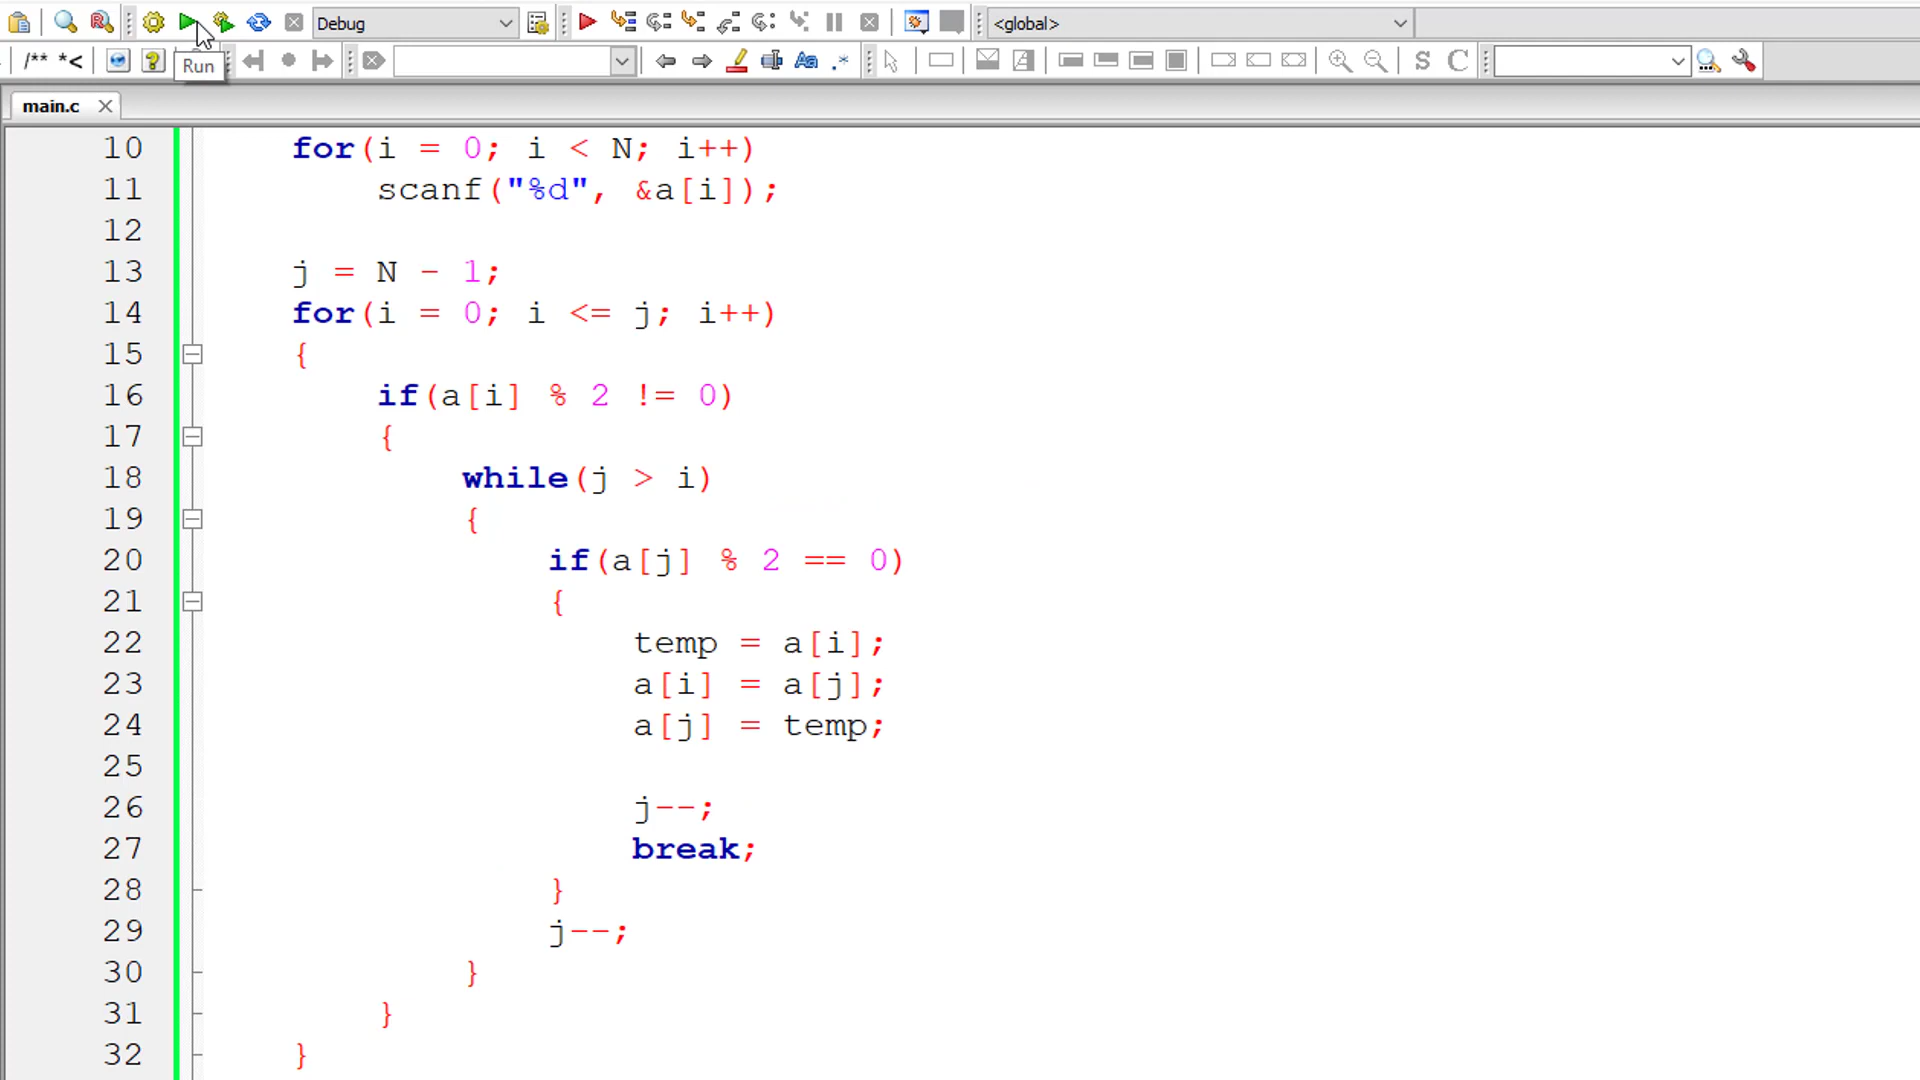 Debug
<global>
/** *<
Run
Aa
.*
S
C
main.c
10 for(i = 0; i < N; i++)
11 scanf("%d", &a[i]);
12
13 j = N - 1;
14 for(i = 0; i <= j; i++)
15 {
16 if(a[i] % 2 != 0)
17 {
18 while(j > i)
19 {
20 if(a[j] % 2 == 0)
21 {
22 temp = a[i];
23 a[i] = a[j];
24 a[j] = temp;
25
26 j--;
27 break;
28 }
29 j--;
30 }
31 }
32 }